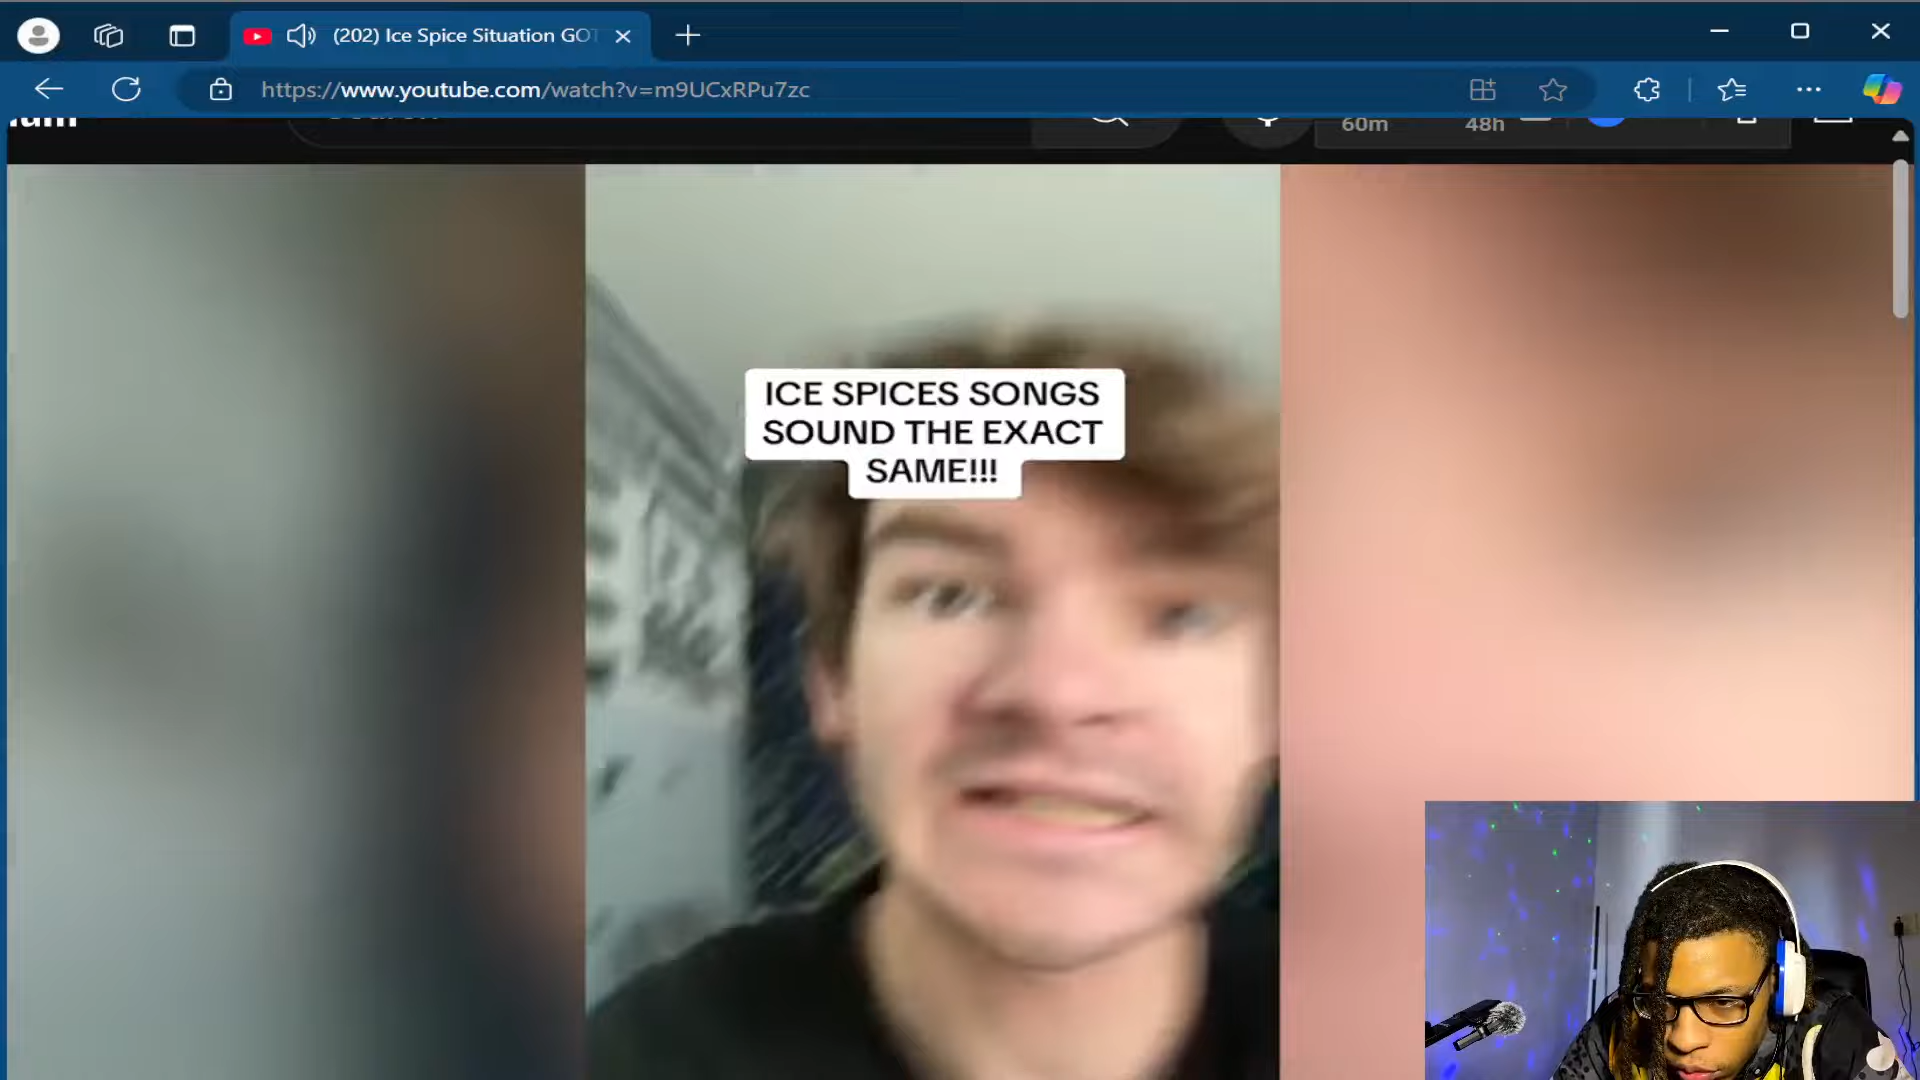 (202) Ice Spice Situation GOT
https://www.youtube.com/watch?v=m9UCxRPu7zc
60m
48h
ICE SPICES SONGS
SOUND THE EXACT
SAME!!!